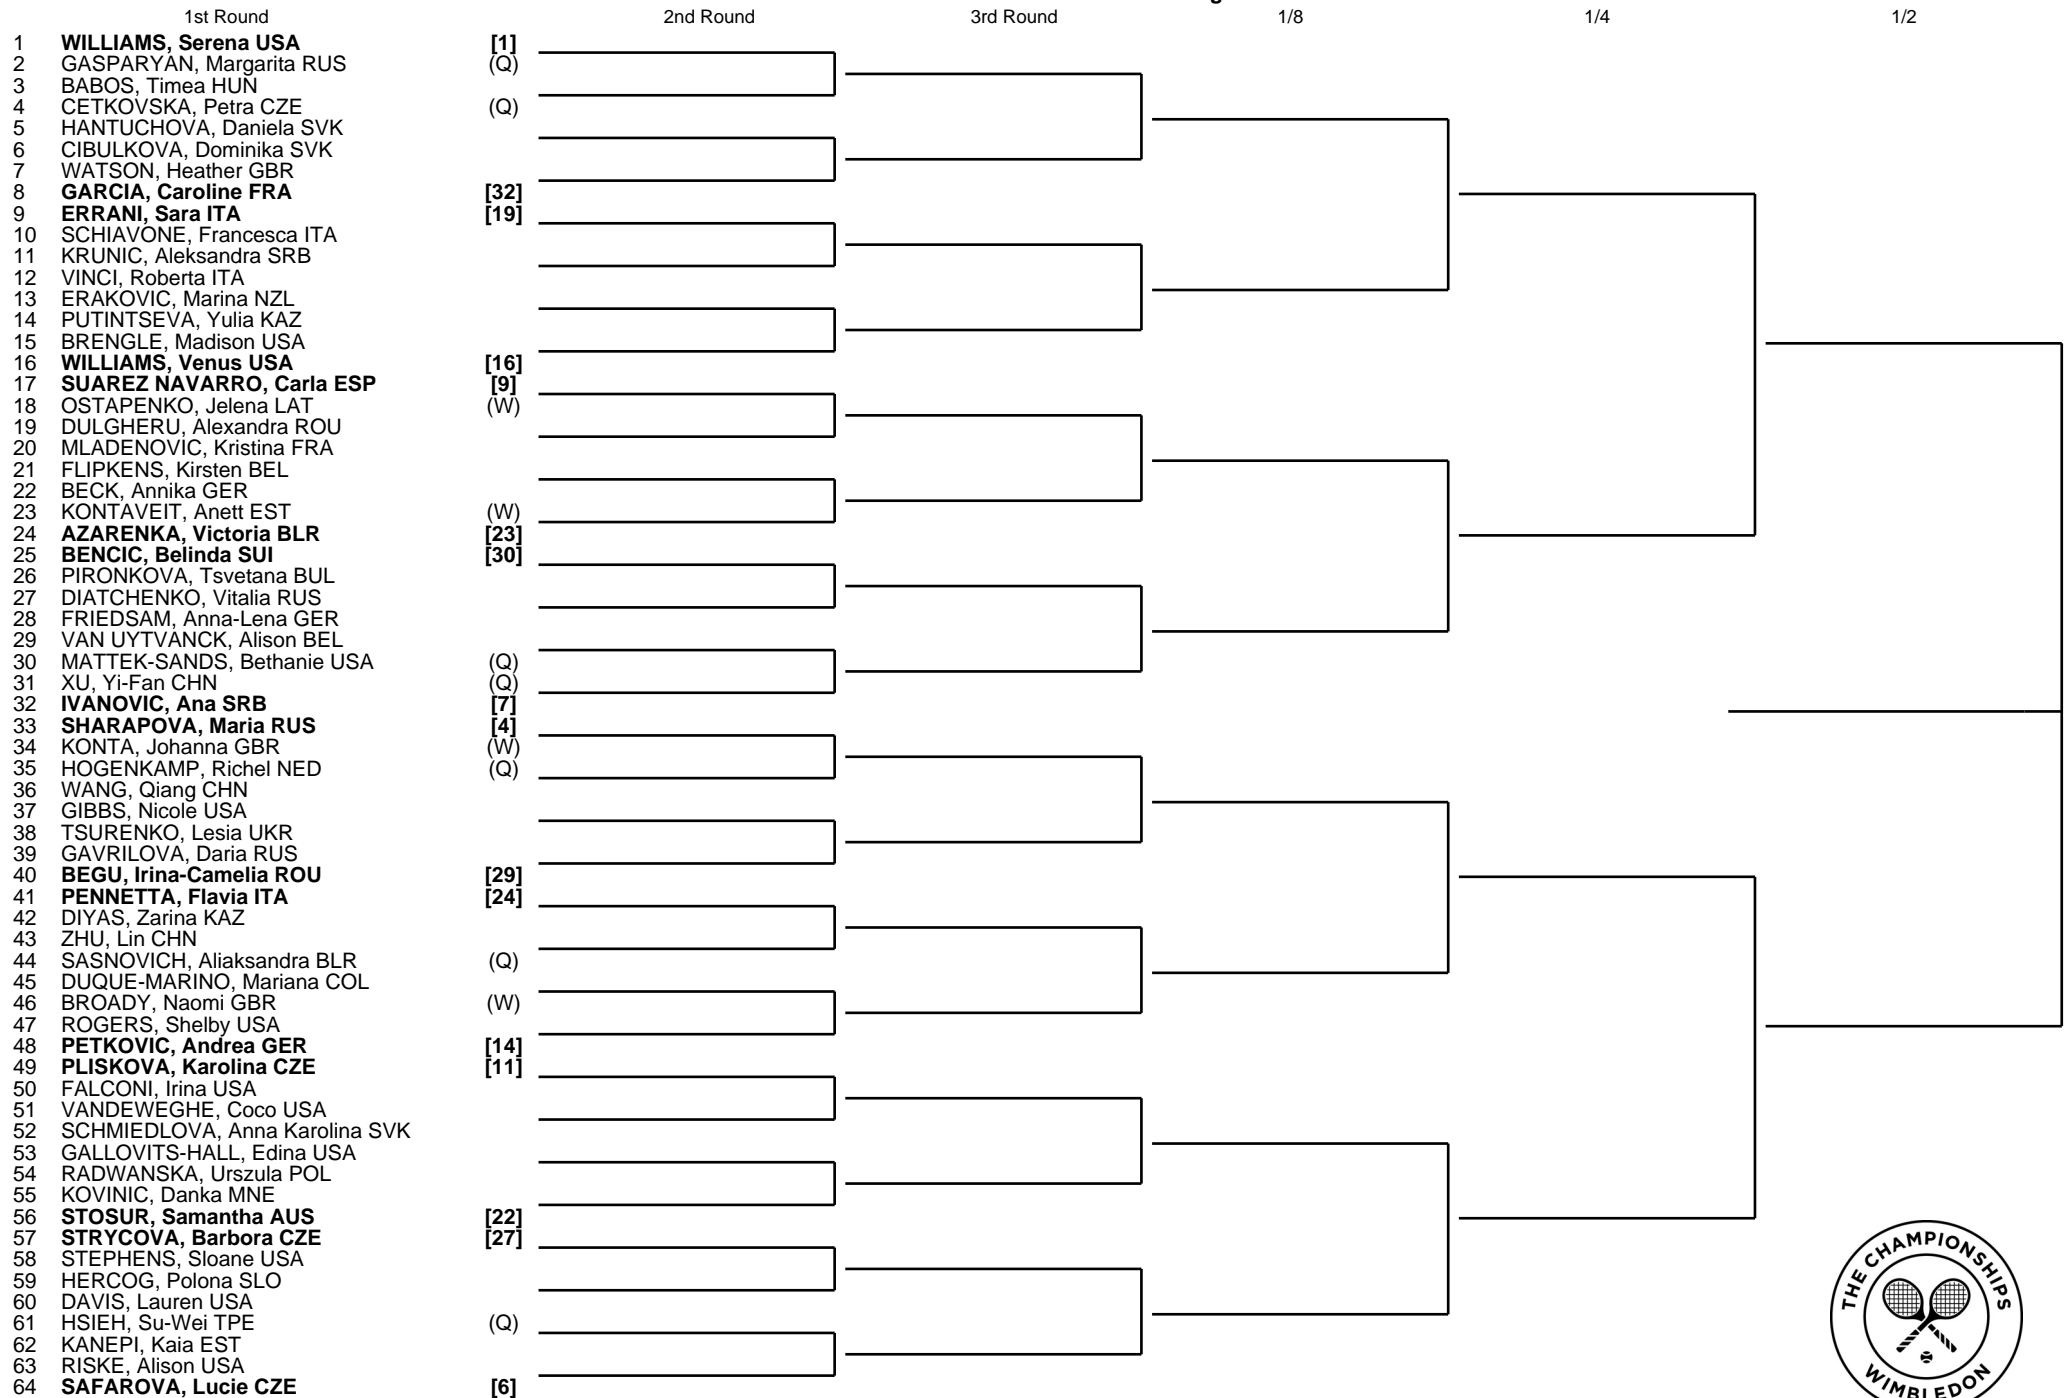 1st Round 2nd Round 3rd Round 1/8 1/4 1/2
1 WILLIAMS, Serena USA [1]
2 GASPARYAN, Margarita RUS (Q)
3 BABOS, Timea HUN
4 CETKOVSKA, Petra CZE (Q)
5 HANTUCHOVA, Daniela SVK
6 CIBULKOVA, Dominika SVK
7 WATSON, Heather GBR
8 GARCIA, Caroline FRA [32]
9 ERRANI, Sara ITA [19]
10 SCHIAVONE, Francesca ITA
11 KRUNIC, Aleksandra SRB
12 VINCI, Roberta ITA
13 ERAKOVIC, Marina NZL
14 PUTINTSEVA, Yulia KAZ
15 BRENGLE, Madison USA
16 WILLIAMS, Venus USA [16]
17 SUAREZ NAVARRO, Carla ESP [9]
18 OSTAPENKO, Jelena LAT (W)
19 DULGHERU, Alexandra ROU
20 MLADENOVIC, Kristina FRA
21 FLIPKENS, Kirsten BEL
22 BECK, Annika GER
23 KONTAVEIT, Anett EST (W)
24 AZARENKA, Victoria BLR [23]
25 BENCIC, Belinda SUI [30]
26 PIRONKOVA, Tsvetana BUL
27 DIATCHENKO, Vitalia RUS
28 FRIEDSAM, Anna-Lena GER
29 VAN UYTVANCK, Alison BEL
30 MATTEK-SANDS, Bethanie USA (Q)
31 XU, Yi-Fan CHN (Q)
32 IVANOVIC, Ana SRB [7]
33 SHARAPOVA, Maria RUS [4]
34 KONTA, Johanna GBR (W)
35 HOGENKAMP, Richel NED (Q)
36 WANG, Qiang CHN
37 GIBBS, Nicole USA
38 TSURENKO, Lesia UKR
39 GAVRILOVA, Daria RUS
40 BEGU, Irina-Camelia ROU [29]
41 PENNETTA, Flavia ITA [24]
42 DIYAS, Zarina KAZ
43 ZHU, Lin CHN
44 SASNOVICH, Aliaksandra BLR (Q)
45 DUQUE-MARINO, Mariana COL
46 BROADY, Naomi GBR (W)
47 ROGERS, Shelby USA
48 PETKOVIC, Andrea GER [14]
49 PLISKOVA, Karolina CZE [11]
50 FALCONI, Irina USA
51 VANDEWEGHE, Coco USA
52 SCHMIEDLOVA, Anna Karolina SVK
53 GALLOVITS-HALL, Edina USA
54 RADWANSKA, Urszula POL
55 KOVINIC, Danka MNE
56 STOSUR, Samantha AUS [22]
57 STRYCOVA, Barbora CZE [27]
58 STEPHENS, Sloane USA
59 HERCOG, Polona SLO
60 DAVIS, Lauren USA
61 HSIEH, Su-Wei TPE (Q)
62 KANEPI, Kaia EST
63 RISKE, Alison USA
64 SAFAROVA, Lucie CZE [6]
THE CHAMPIONSHIPS
WIMBLEDON